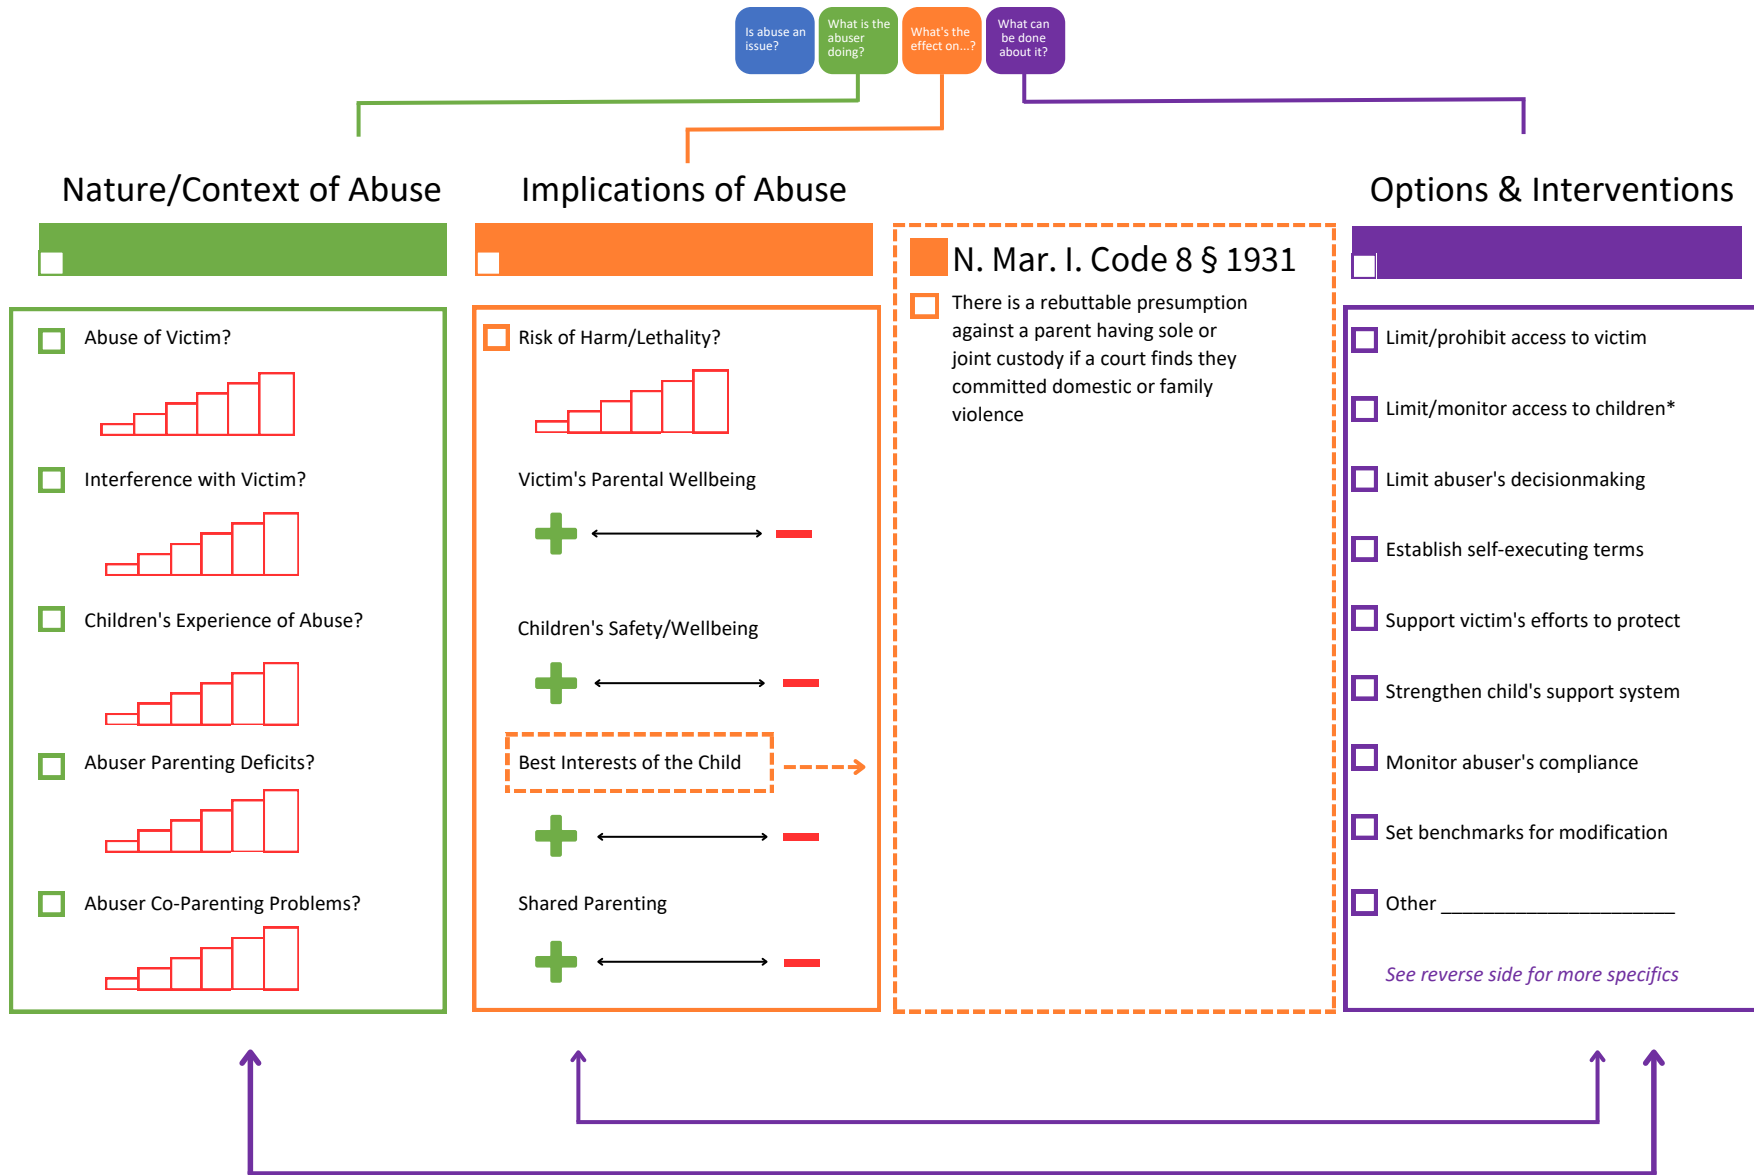 Is abuse an
issue?
What is the
abuser
doing?
What's the
effect on...?
What can
be done
about it?
Nature/Context of Abuse
Implications of Abuse
Options & Interventions
Abuse of Victim?
Interference with Victim?
Children's Experience of Abuse?
Abuser Parenting Deficits?
Abuser Co-Parenting Problems?
Risk of Harm/Lethality?
Victim's Parental Wellbeing
Children's Safety/Wellbeing
Best Interests of the Child
Shared Parenting
N. Mar. I. Code 8 § 1931
There is a rebuttable presumption
against a parent having sole or
joint custody if a court finds they
committed domestic or family
violence
Limit/prohibit access to victim
Limit/monitor access to children*
Limit abuser's decisionmaking
Establish self-executing terms
Support victim's efforts to protect
Strengthen child's support system
Monitor abuser's compliance
Set benchmarks for modification
Other ______________________
See reverse side for more specifics